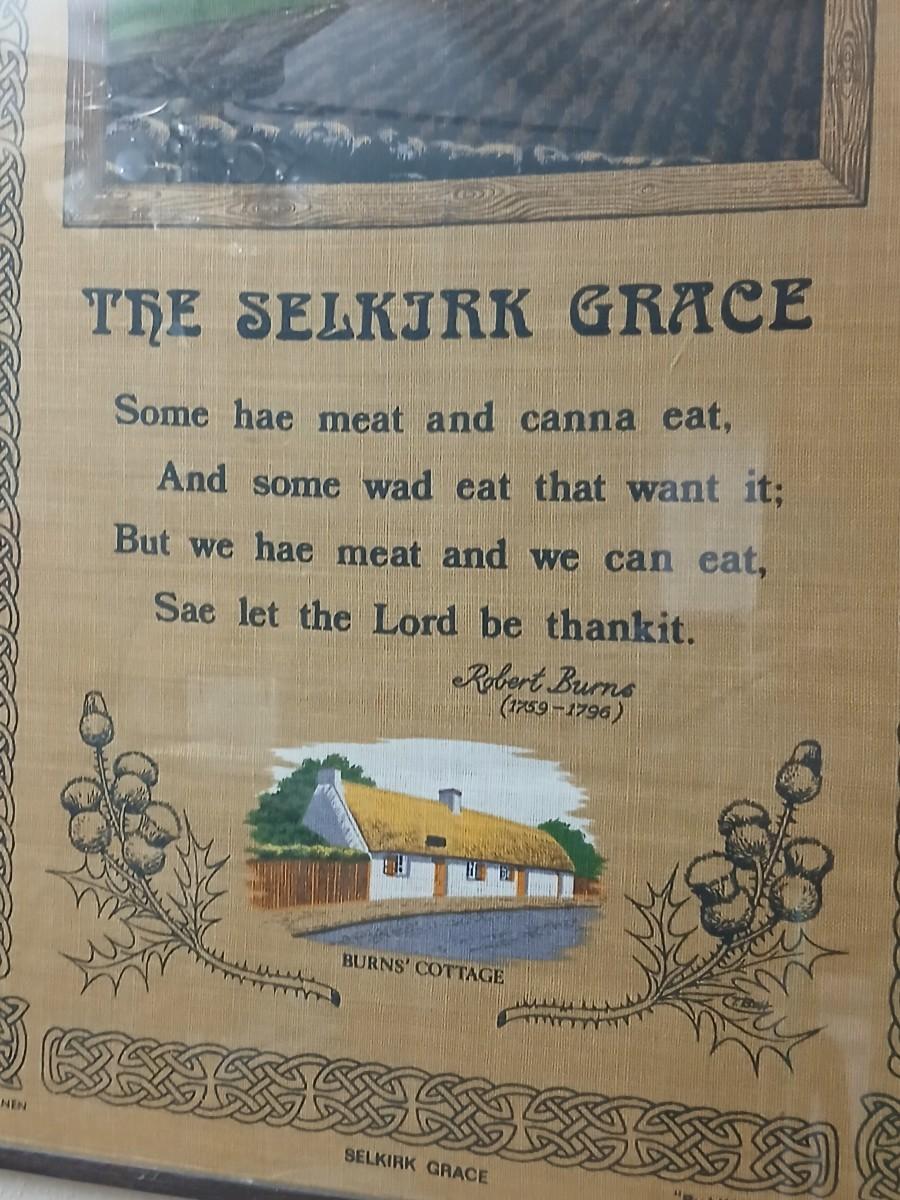 THE SELKIRK GRACE
Some hae meat and canna eat,
And some wad eat that want it;
But we hae meat and we can eat,
Sae let the Lord be thankit.
Robert Burns
(1759-1796)
BURNS' COTTAGE
SELKIRK GRACE